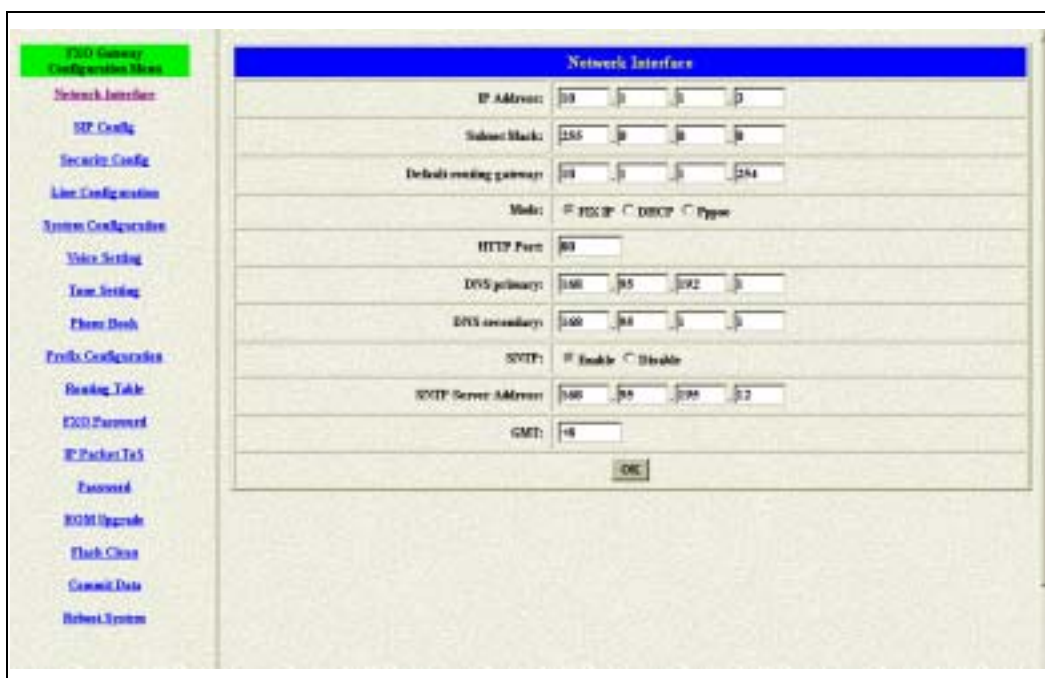 FXO Gateway
Configuration Menu
Network Interface
SIP Config
Security Config
Line Configuration
System Configuration
Voice Setting
Tone Setting
Phone Book
Prefix Configuration
Routing Table
FXO Password
IP Packet ToS
Password
ROM Upgrade
Flash Clean
Commit Data
Reboot System
Network Interface
IP Address: 10 . 1 . 1 . 3
Subnet Mask: 255 . 0 . 0 . 0
Default routing gateway: 10 . 1 . 1 . 254
Mode: FIX IP DHCP Pppoe
HTTP Port: 80
DNS primary: 168 . 95 . 192 . 1
DNS secondary: 168 . 95 . 1 . 1
SNTP: Enable Disable
SNTP Server Address: 168 . 95 . 195 . 12
GMT:
OK